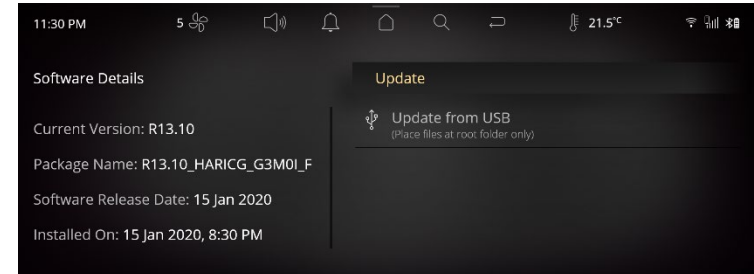 11:30 PM 5 21.5°C
Software Details
Current Version: R13.10
Package Name: R13.10_HARICG_G3M0I_F
Software Release Date: 15 Jan 2020
Installed On: 15 Jan 2020, 8:30 PM
Update
Update from USB
(Place files at root folder only)